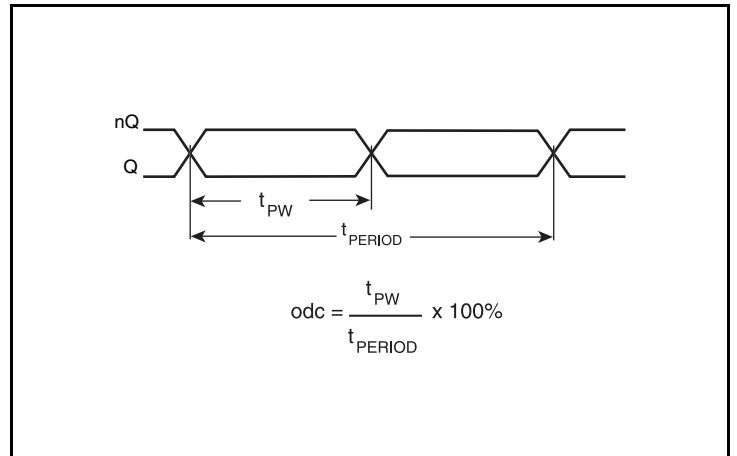 nQ
Q
tPW
tPERIOD
odc = tPW / tPERIOD x 100%